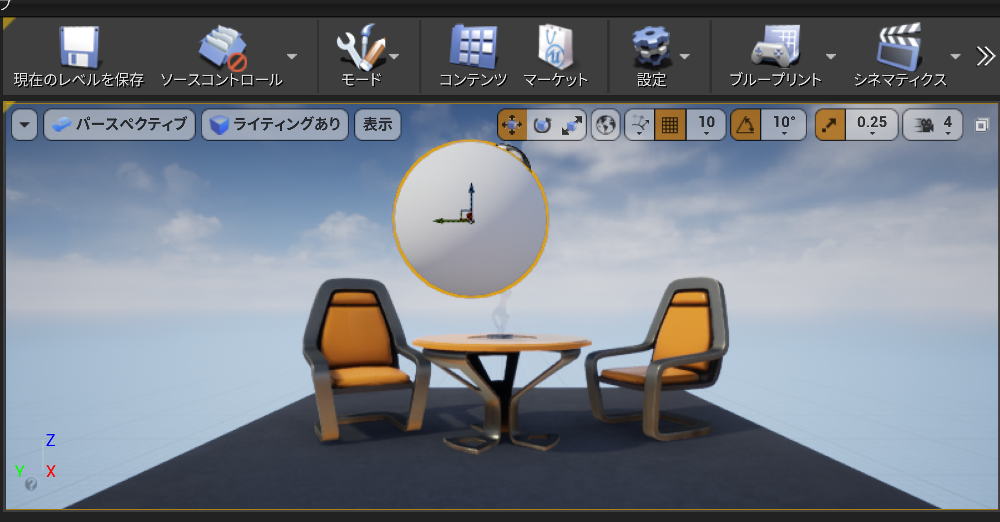 プ
現在のレベルを保存 ソースコントロール モード コンテンツ マーケット 設定 ブループリント シネマティクス
パースペクティブ ライティングあり 表示 10 10° 0.25 4
Z
Y X